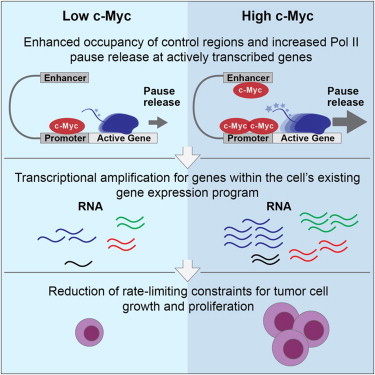 Low c-Myc
High c-Myc
Enhanced occupancy of control regions and increased Pol II
pause release at actively transcribed genes
Enhancer
Pause
release
c-Myc
Promoter
Active Gene
Enhancer
c-Myc
Pause
release
c-Myc
c-Myc
Promoter
Active Gene
Transcriptional amplification for genes within the cell's existing
gene expression program
RNA
RNA
Reduction of rate-limiting constraints for tumor cell
growth and proliferation